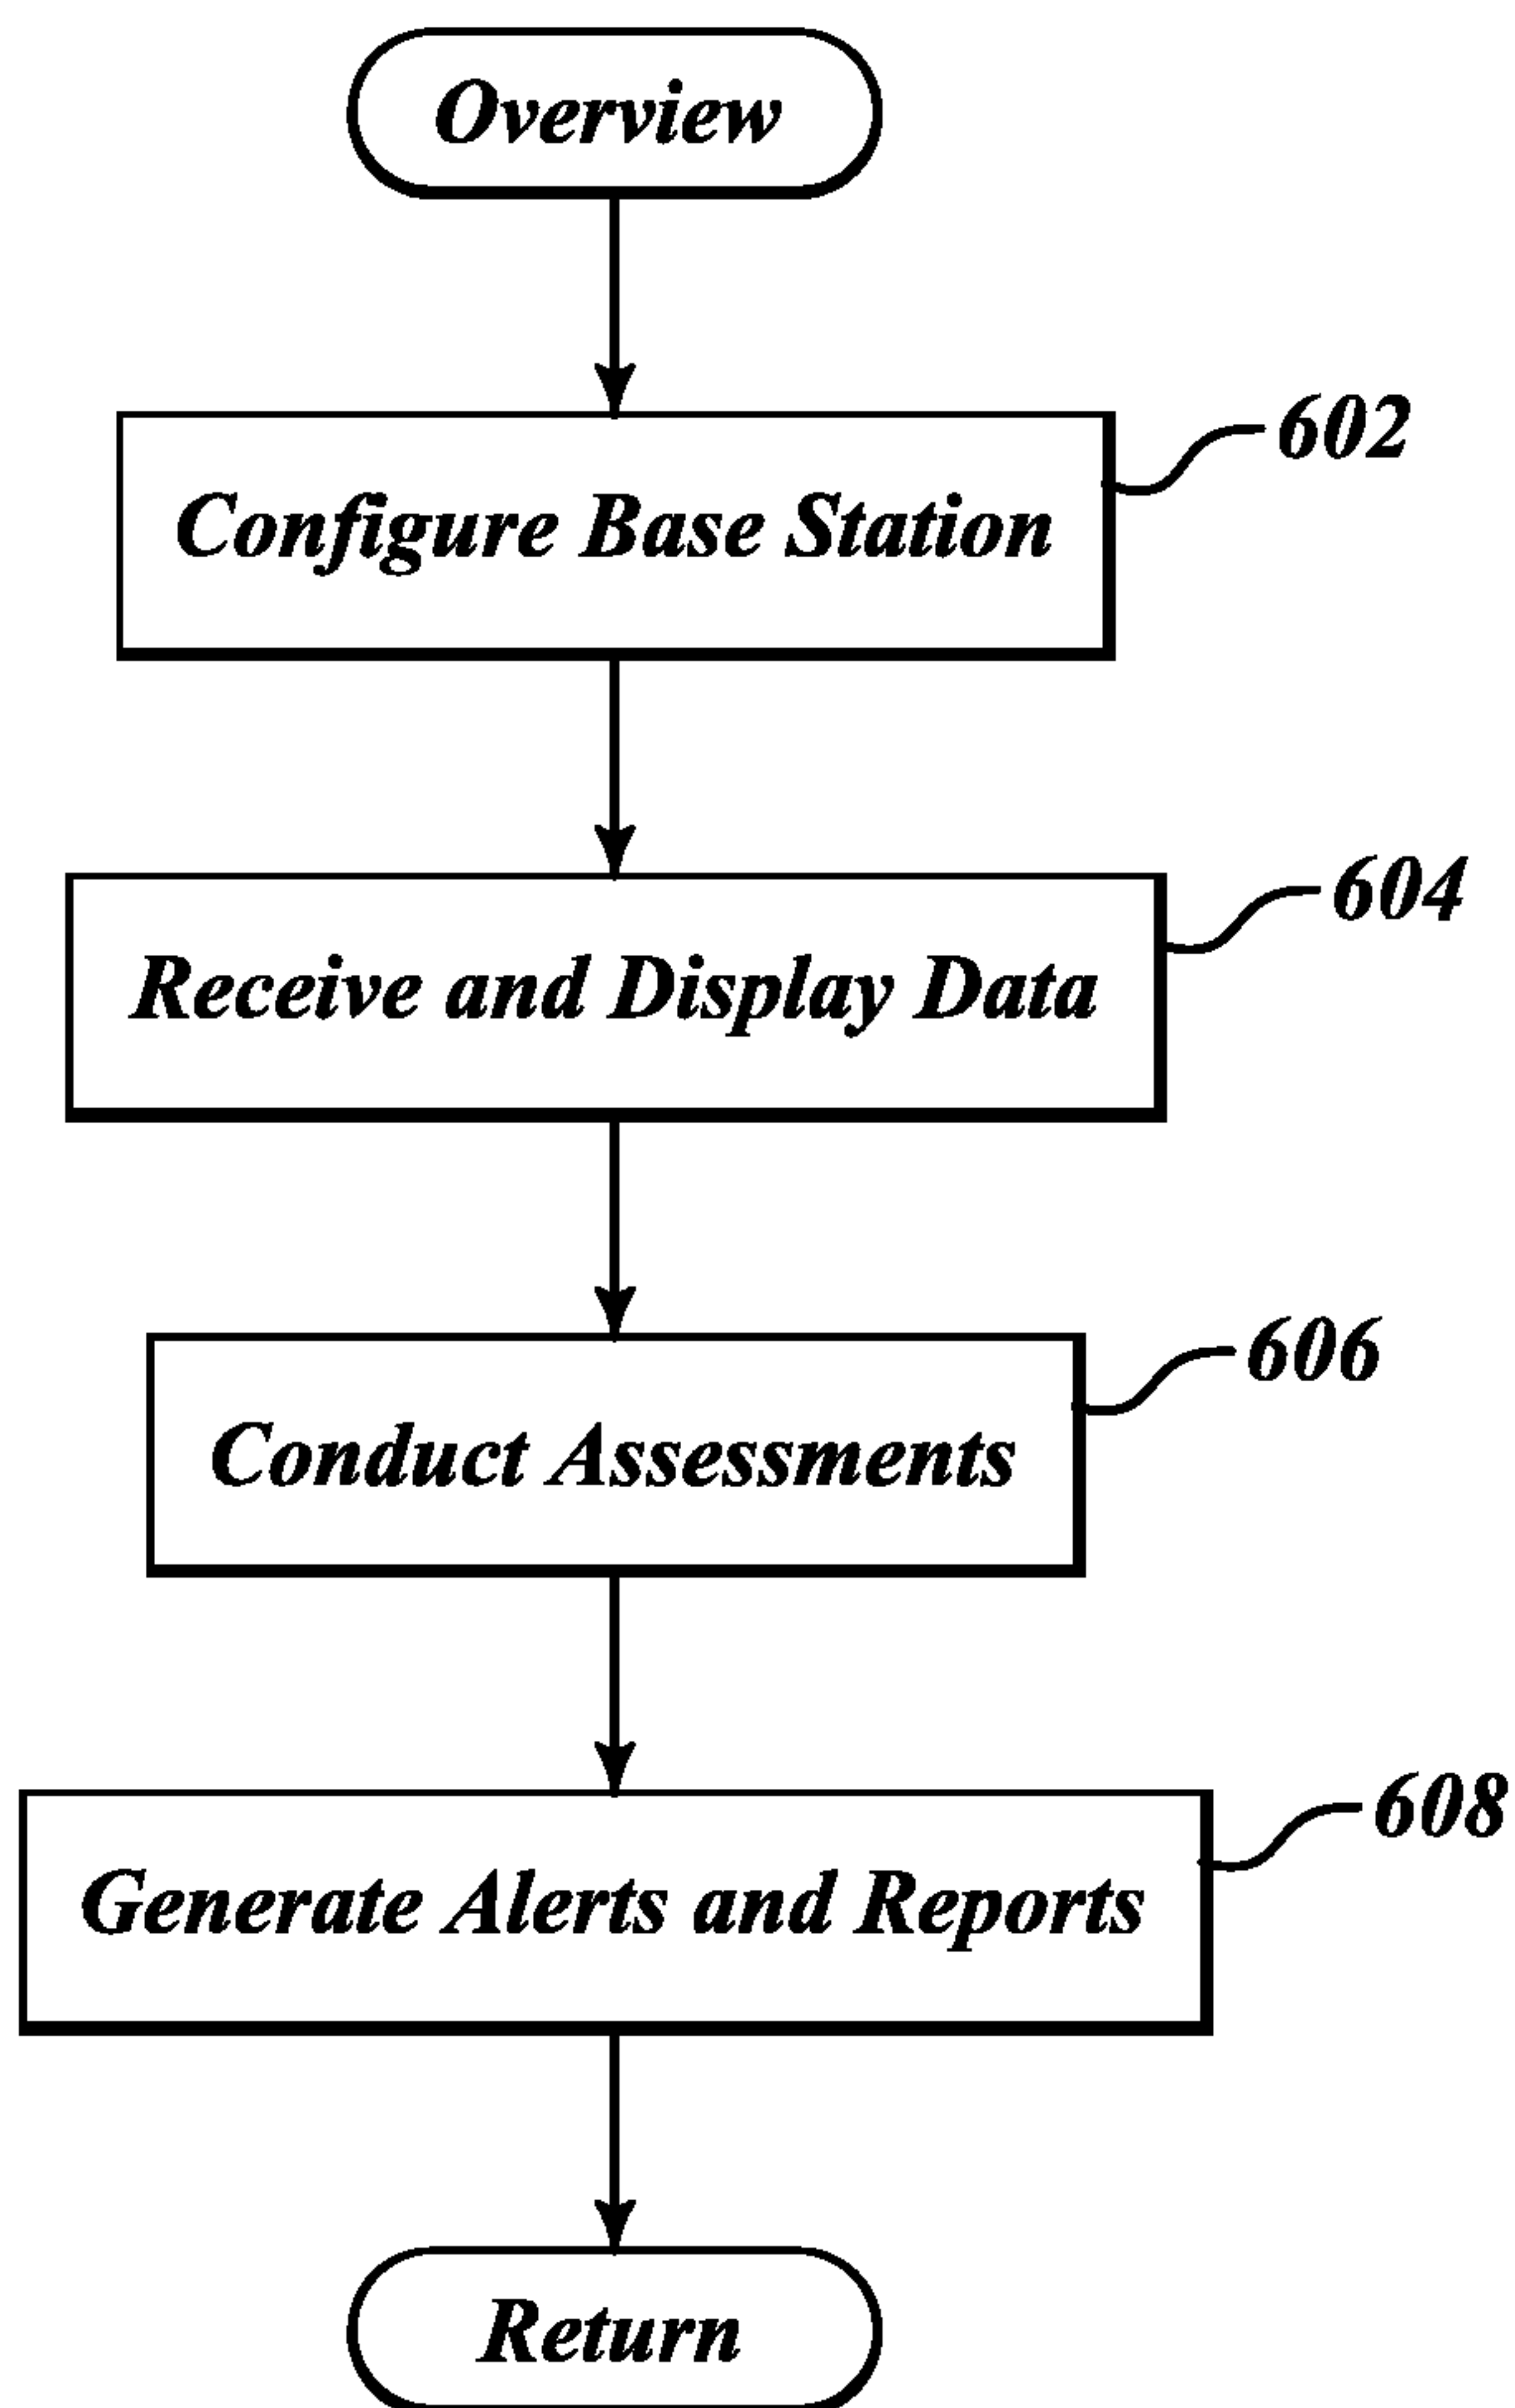 Overview
602
Configure Base Station
604
Receive and Display Data
606
Conduct Assessments
608
Generate Alerts and Reports
Return